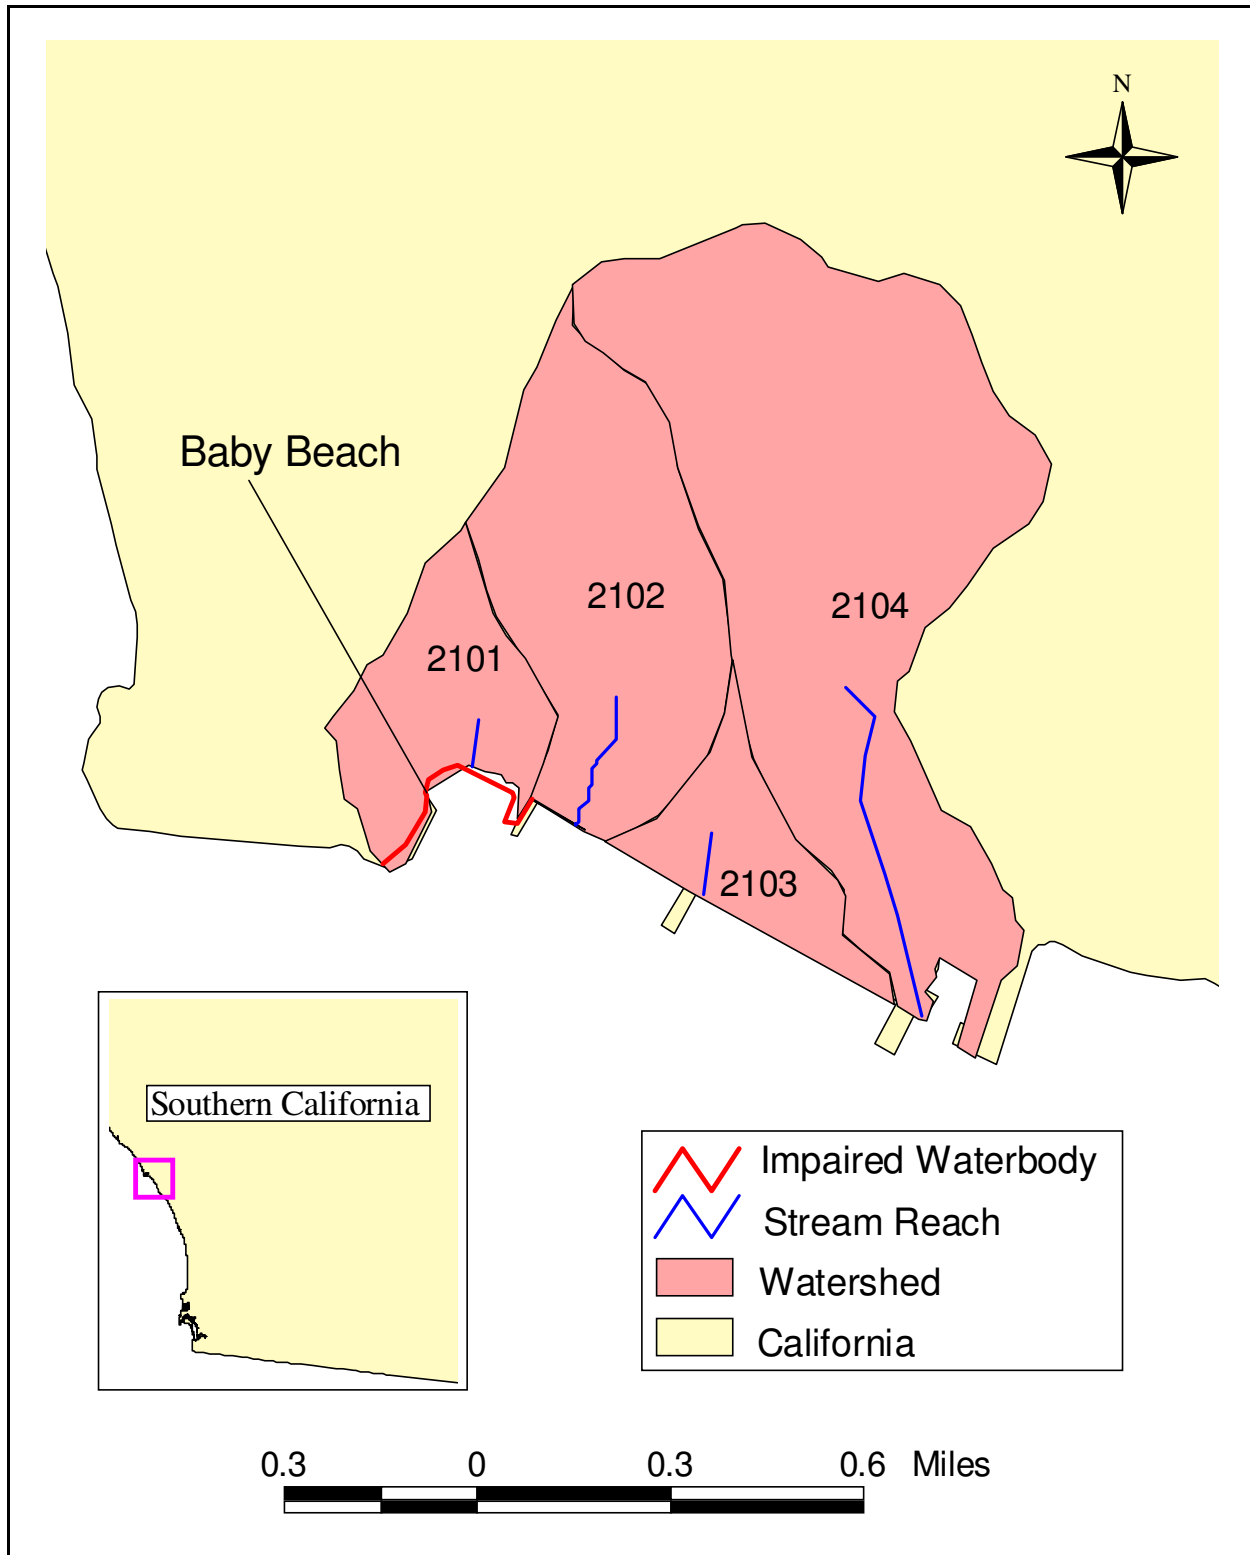 N
Baby Beach
2102
2104
2101
2103
Southern California
Impaired Waterbody
Stream Reach
Watershed
California
0.3 0 0.3 0.6 Miles